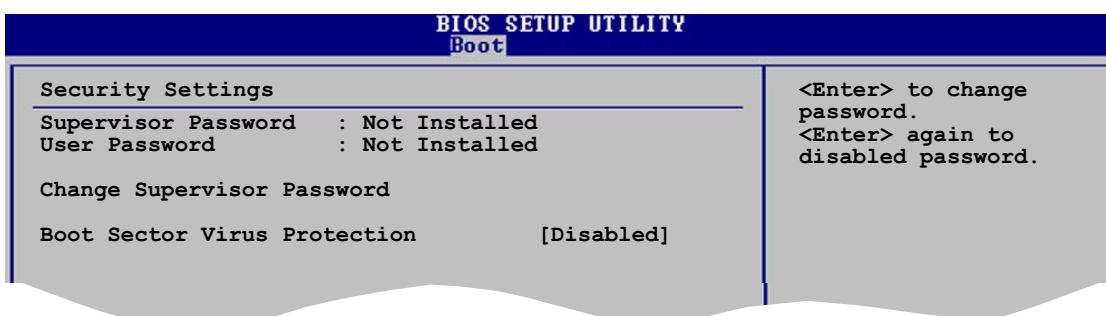 BIOS SETUP UTILITY
Boot
Security Settings
Supervisor Password : Not Installed
User Password : Not Installed
Change Supervisor Password
Boot Sector Virus Protection [Disabled]
<Enter> to change
password.
<Enter> again to
disabled password.